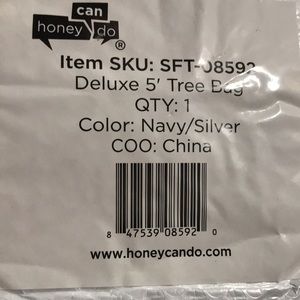 can
honey do®
Item SKU: SFT-08592
Deluxe 5' Tree Bag
QTY: 1
Color: Navy/Silver
COO: China
8 47539 08592 0
www.honeycando.com